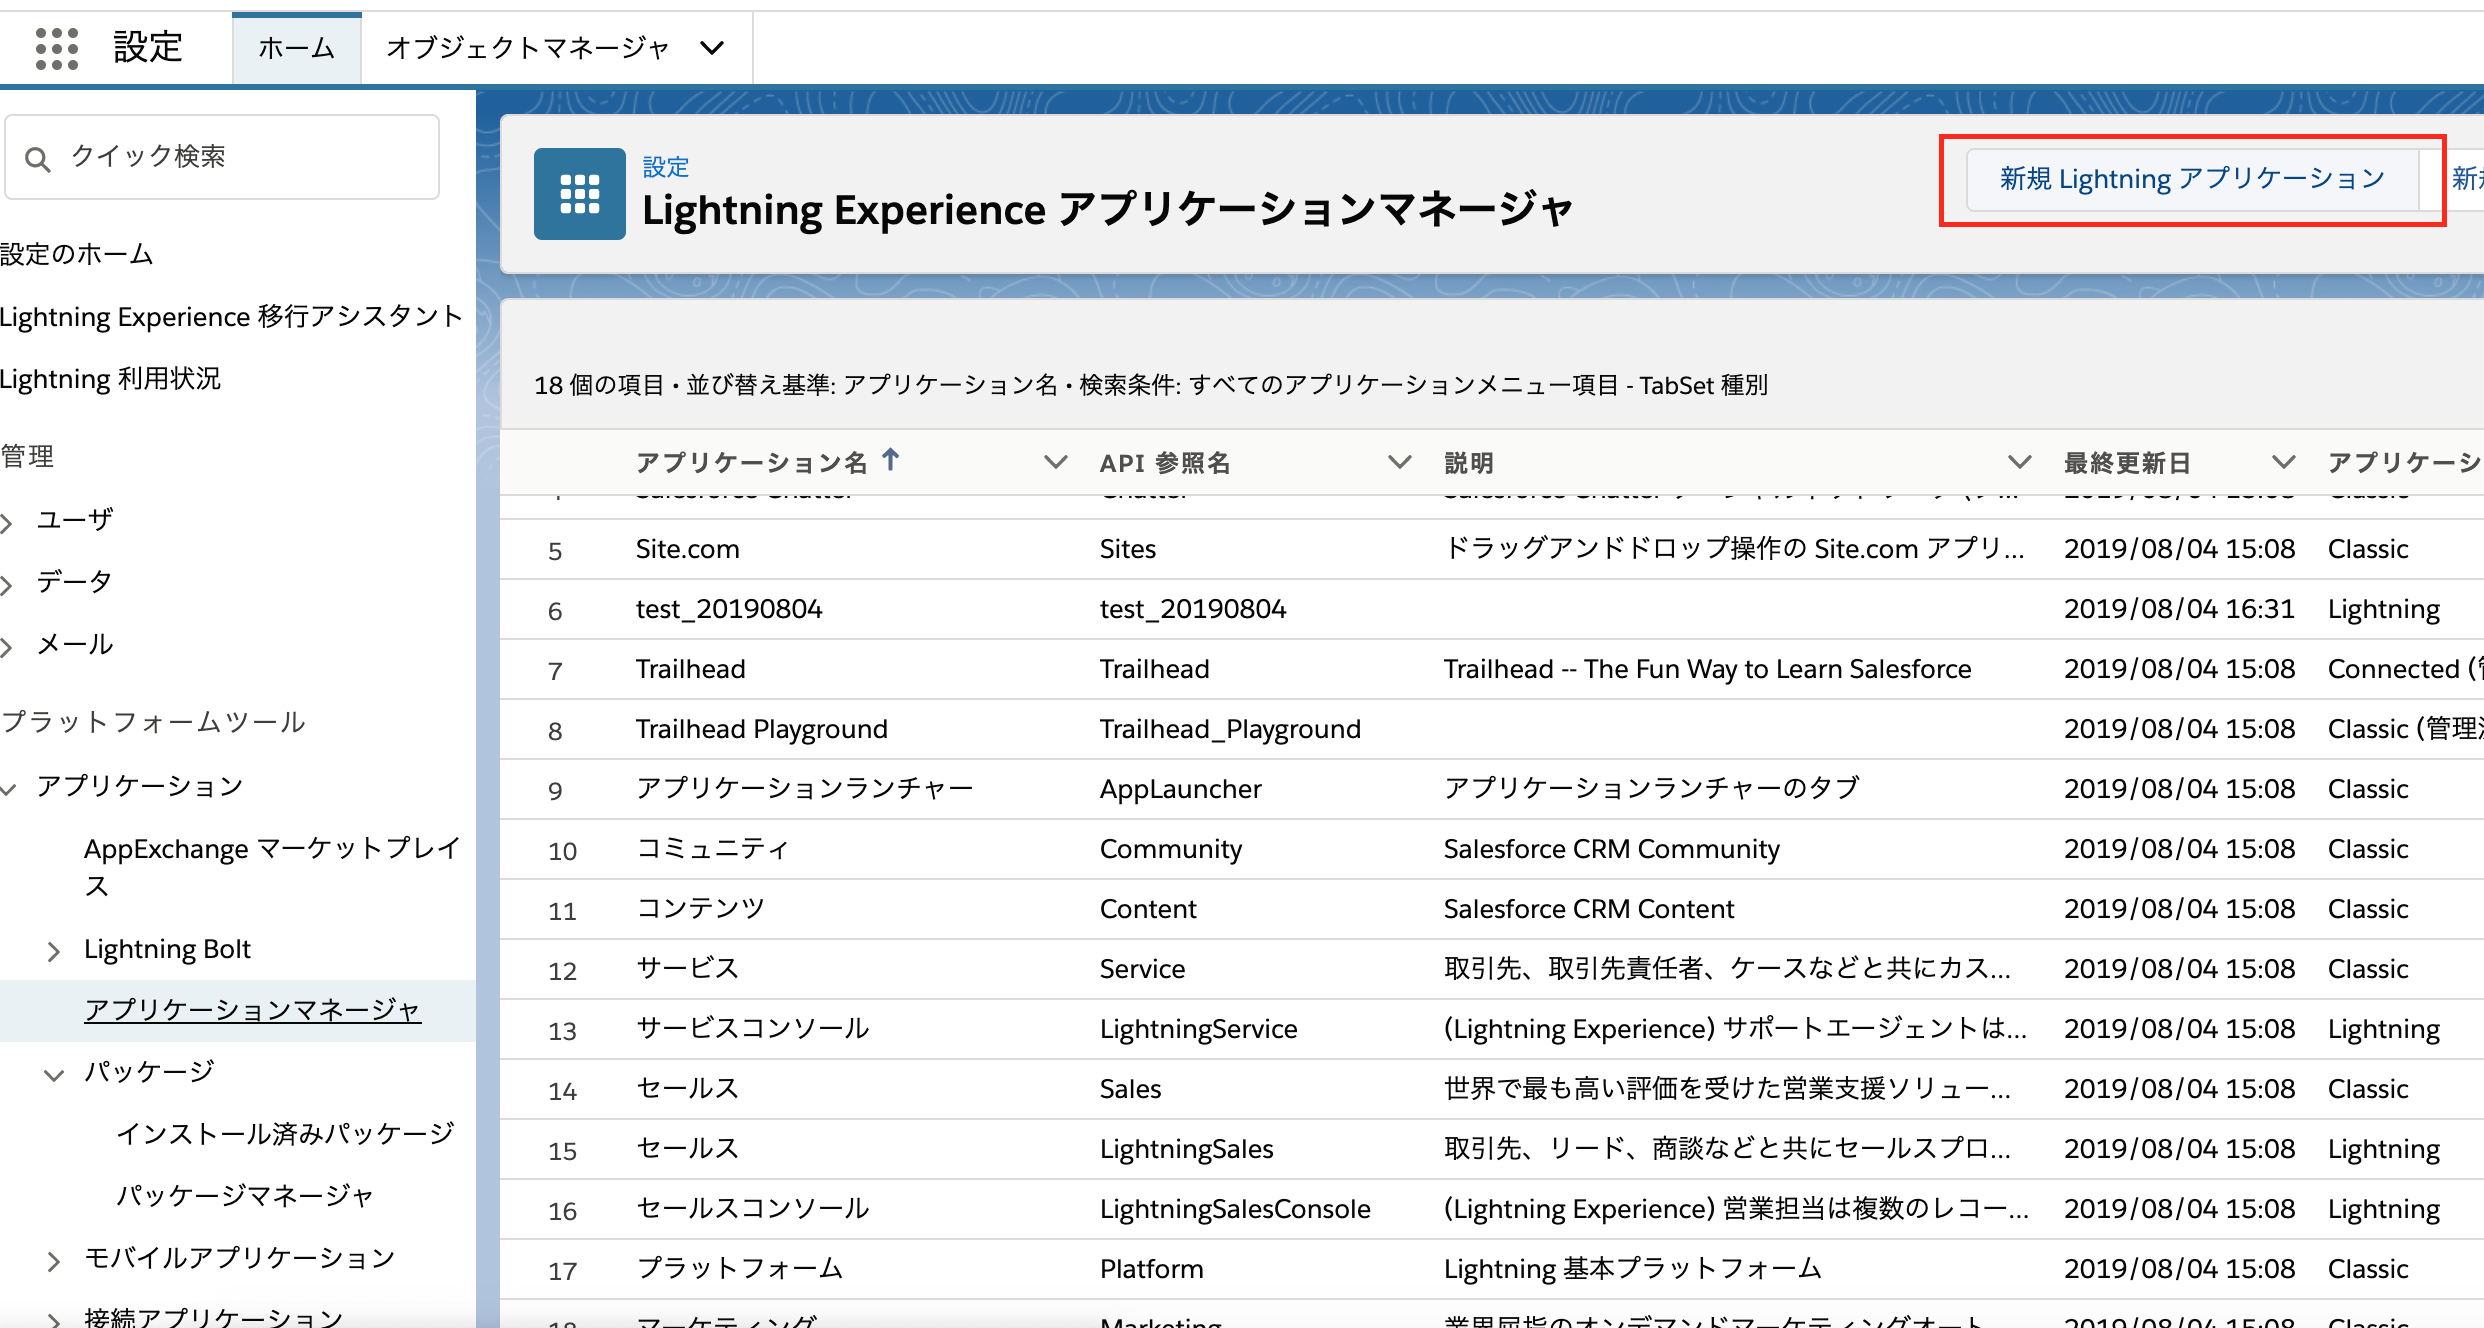 設定
ホーム
オブジェクトマネージャ
クイック検索
設定のホーム
Lightning Experience 移行アシスタント
Lightning 利用状況
管理
ユーザ
データ
メール
プラットフォームツール
アプリケーション
AppExchange マーケットプレイ
ス
Lightning Bolt
アプリケーションマネージャ
パッケージ
インストール済みパッケージ
パッケージマネージャ
モバイルアプリケーション
接続アプリケーション
設定
Lightning Experience アプリケーションマネージャ
新規 Lightning アプリケーション
18 個の項目 • 並び替え基準: アプリケーション名 • 検索条件: すべてのアプリケーションメニュー項目 - TabSet 種別
アプリケーション名 ↑ API 参照名 説明 最終更新日 アプリケーシ
5 Site.com Sites ドラッグアンドドロップ操作の Site.com アプリ... 2019/08/04 15:08 Classic
6 test_20190804 test_20190804 2019/08/04 16:31 Lightning
7 Trailhead Trailhead Trailhead -- The Fun Way to Learn Salesforce 2019/08/04 15:08 Connected (
8 Trailhead Playground Trailhead_Playground 2019/08/04 15:08 Classic (管理
9 アプリケーションランチャー AppLauncher アプリケーションランチャーのタブ 2019/08/04 15:08 Classic
10 コミュニティ Community Salesforce CRM Community 2019/08/04 15:08 Classic
11 コンテンツ Content Salesforce CRM Content 2019/08/04 15:08 Classic
12 サービス Service 取引先、取引先責任者、ケースなどと共にカス... 2019/08/04 15:08 Classic
13 サービスコンソール LightningService (Lightning Experience) サポートエージェントは... 2019/08/04 15:08 Lightning
14 セールス Sales 世界で最も高い評価を受けた営業支援ソリュー... 2019/08/04 15:08 Classic
15 セールス LightningSales 取引先、リード、商談などと共にセールスプロ... 2019/08/04 15:08 Lightning
16 セールスコンソール LightningSalesConsole (Lightning Experience) 営業担当は複数のレコー... 2019/08/04 15:08 Lightning
17 プラットフォーム Platform Lightning 基本プラットフォーム 2019/08/04 15:08 Classic